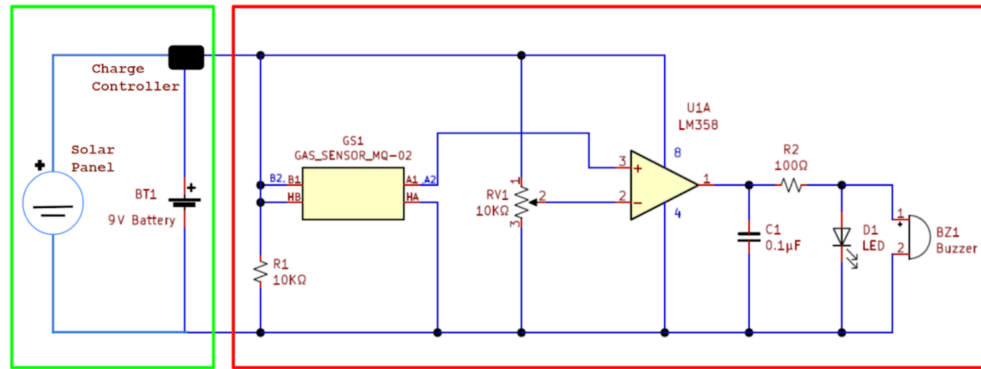 Charge
Controller
Solar
Panel
+
BT1
+
9V Battery
GS1
GAS_SENSOR_MQ-02
B2, B1
A1, A2
HB
HA
R1
10KΩ
1
RV1
10KΩ
2
3
U1A
LM358
8
3
+
2
-
1
4
R2
100Ω
C1
0.1µF
D1
LED
1
+
2
BZ1
Buzzer